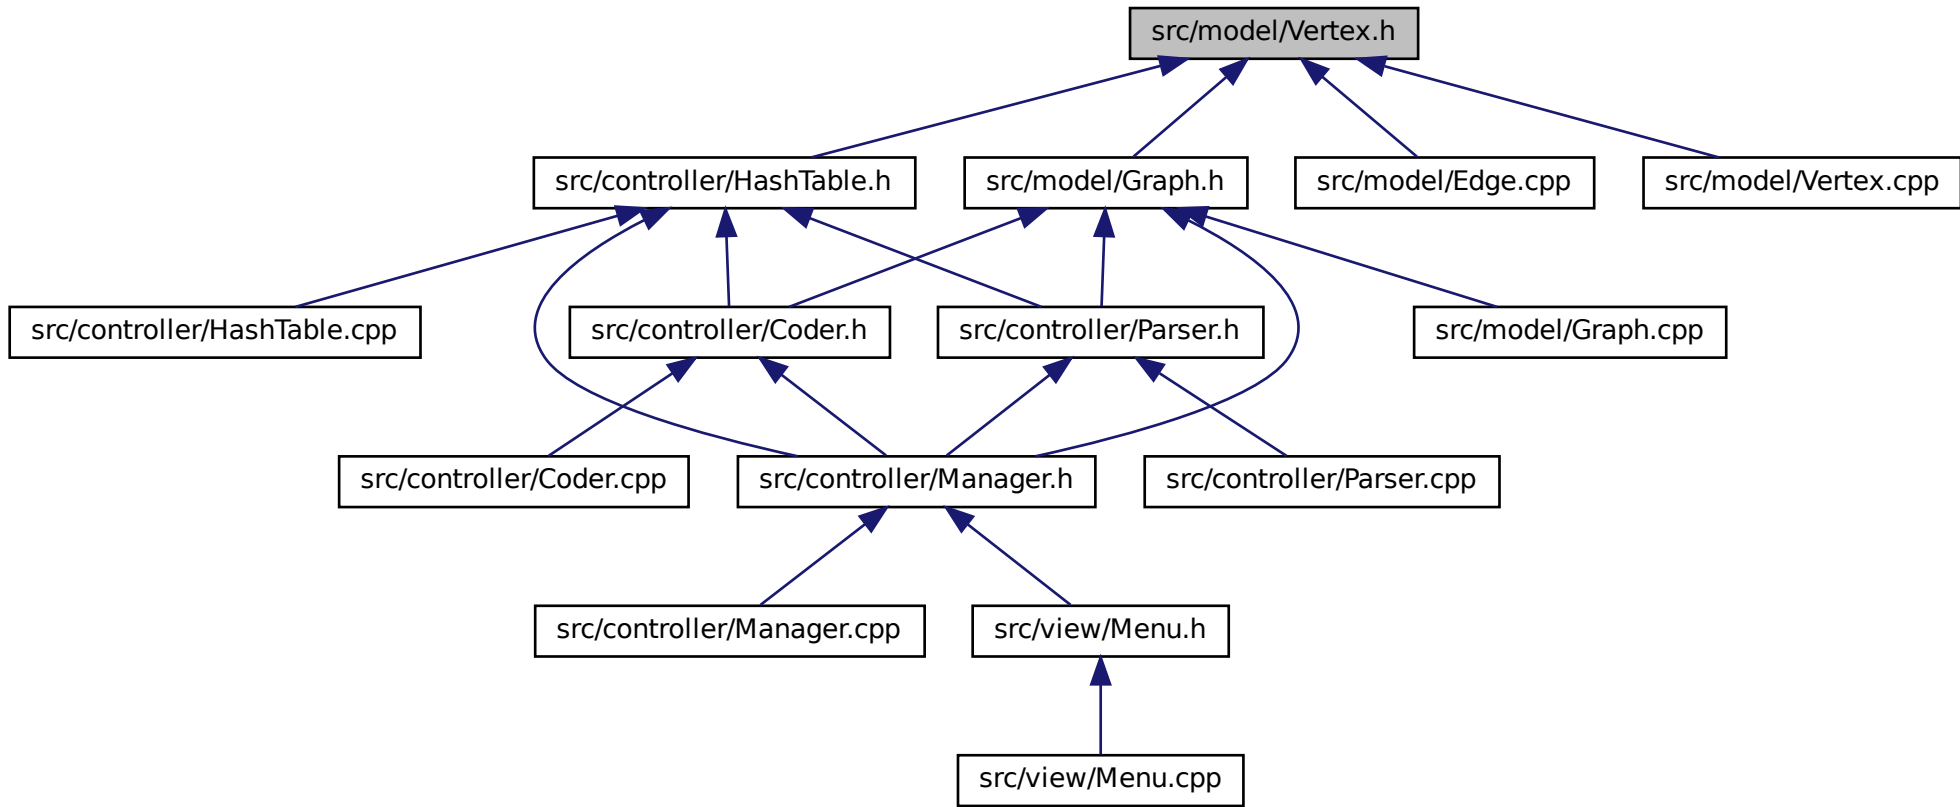 src/model/Vertex.h
src/controller/HashTable.h
src/model/Graph.h
src/model/Edge.cpp
src/model/Vertex.cpp
src/controller/HashTable.cpp
src/controller/Coder.h
src/controller/Parser.h
src/model/Graph.cpp
src/controller/Coder.cpp
src/controller/Manager.h
src/controller/Parser.cpp
src/controller/Manager.cpp
src/view/Menu.h
src/view/Menu.cpp